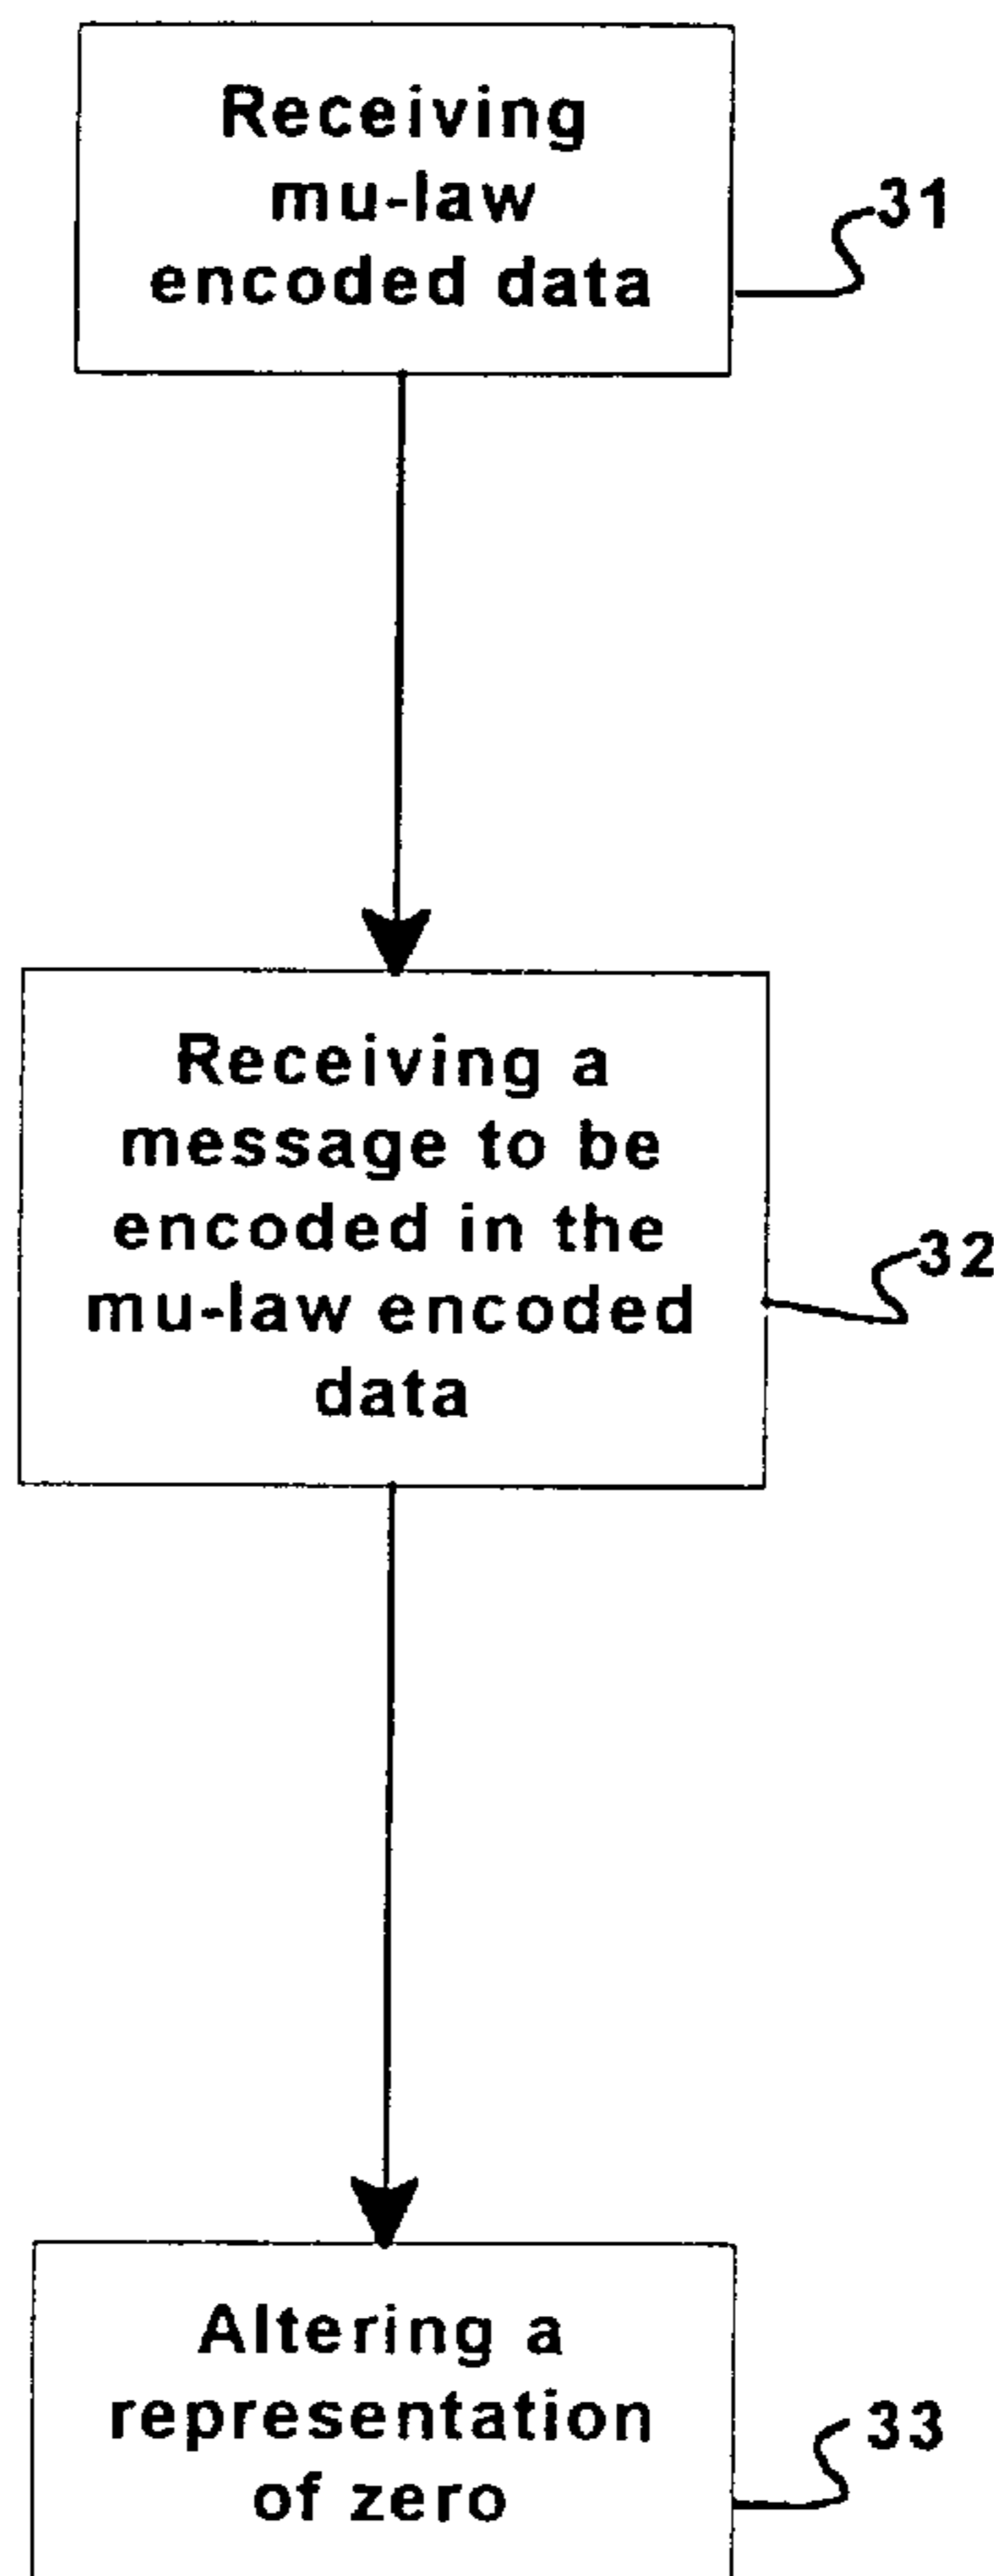 Receiving
mu-law
encoded data
31
Receiving a
message to be
encoded in the
mu-law encoded
data
32
Altering a
representation
of zero
33